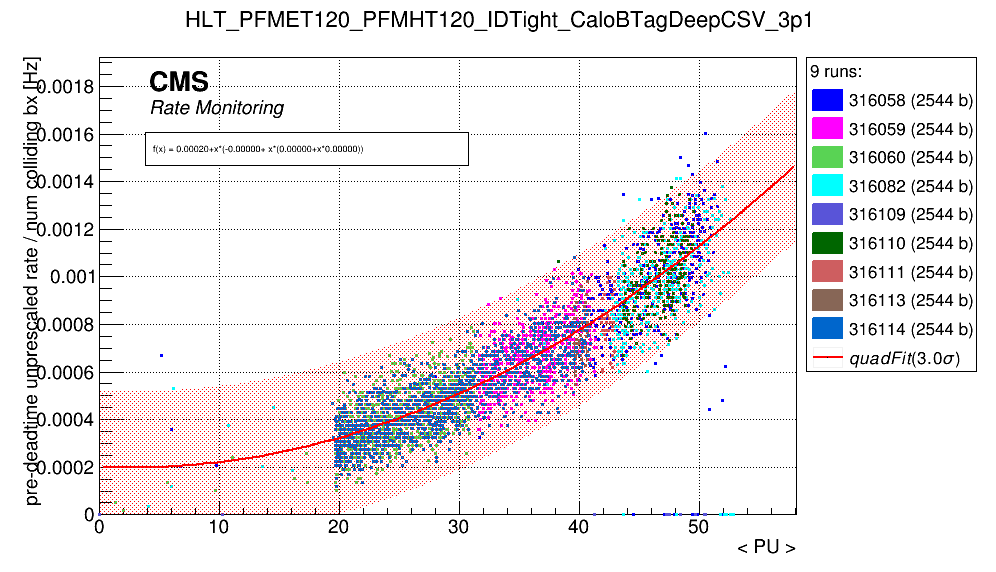 HLT_PFMET120_PFMHT120_IDTight_CaloBTagDeepCSV_3p1
pre-deadtime unprescaled rate / num colliding bx [Hz]
0.0018
0.0016
0.0014
0.0012
0.001
0.0008
0.0006
0.0004
0.0002
0
CMS
Rate Monitoring
f(x) = 0.00020+x*(-0.00000+ x*(0.00000+x*0.00000))
0 10 20 30 40 50
< PU >
9 runs:
316058 (2544 b)
316059 (2544 b)
316060 (2544 b)
316082 (2544 b)
316109 (2544 b)
316110 (2544 b)
316111 (2544 b)
316113 (2544 b)
316114 (2544 b)
quadFit(3.0σ)